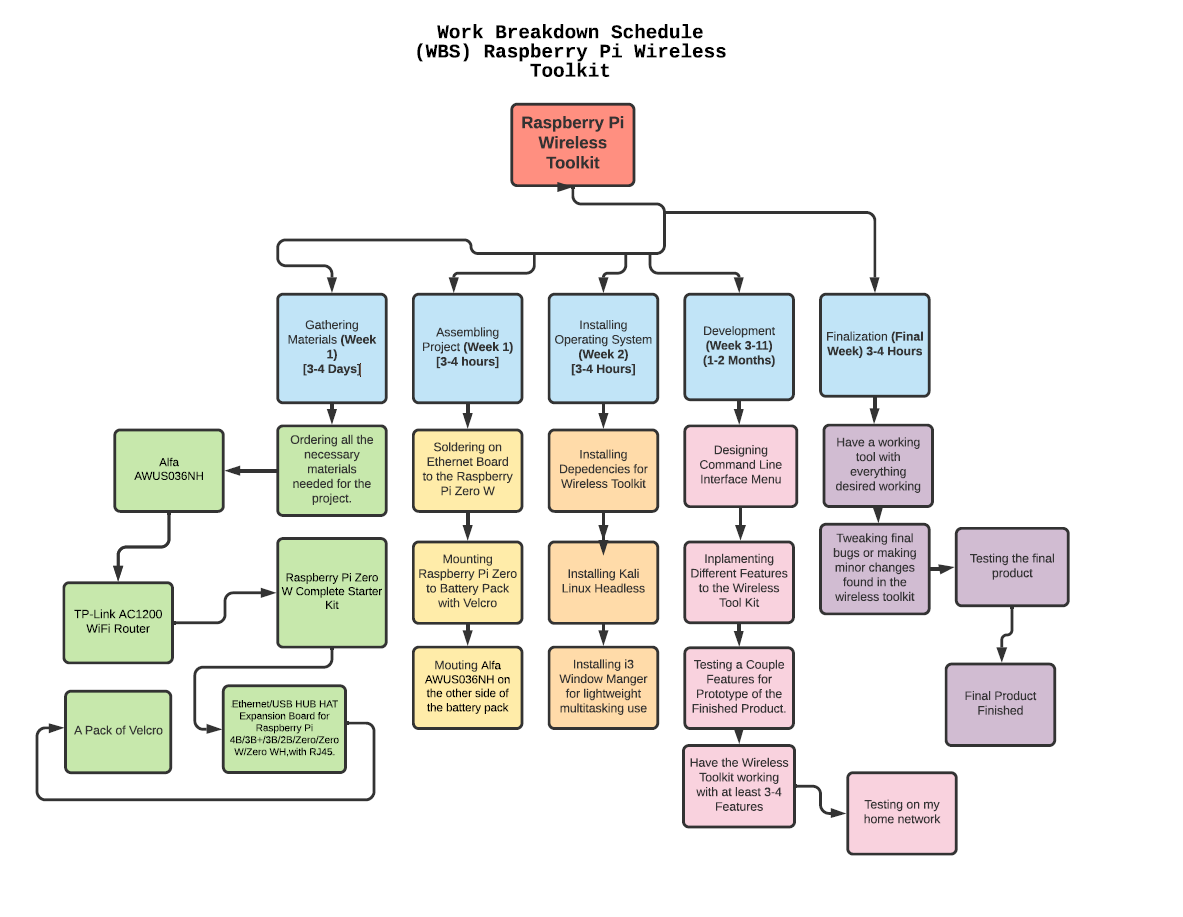 Work Breakdown Schedule
(WBS) Raspberry Pi Wireless
Toolkit
Raspberry Pi
Wireless
Toolkit
Gathering
Materials (Week
1)
[3-4 Days]
Assembling
Project (Week 1)
[3-4 hours]
Installing
Operating System
(Week 2)
[3-4 Hours]
Development
(Week 3-11)
(1-2 Months)
Finalization (Final
Week) 3-4 Hours
Alfa
AWUS036NH
Ordering all the
necessary
materials
needed for the
project.
Soldering on
Ethernet Board
to the Raspberry
Pi Zero W
Installing
Depedencies for
Wireless Toolkit
Designing
Command Line
Interface Menu
Have a working
tool with
everything
desired working
TP-Link AC1200
WiFi Router
Raspberry Pi Zero
W Complete Starter
Kit
Mounting
Raspberry Pi Zero
to Battery Pack
with Velcro
Installing Kali
Linux Headless
Inplamenting
Different Features
to the Wireless
Tool Kit
Tweaking final
bugs or making
minor changes
found in the
wireless toolkit
Testing the final
product
A Pack of Velcro
Ethernet/USB HUB HAT
Expansion Board for
Raspberry Pi
4B/3B+/3B/2B/Zero/Zero
W/Zero WH,with RJ45.
Mouting Alfa
AWUS036NH on
the other side of
the battery pack
Installing i3
Window Manger
for lightweight
multitasking use
Testing a Couple
Features for
Prototype of the
Finished Product.
Final Product
Finished
Have the Wireless
Toolkit working
with at least 3-4
Features
Testing on my
home network